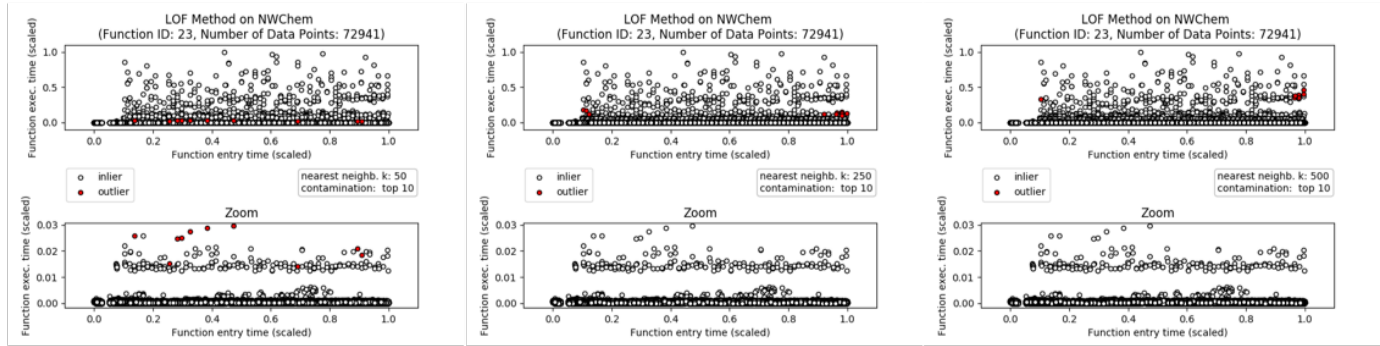 LOF Method on NWChem
(Function ID: 23, Number of Data Points: 72941)
Function exec. time (scaled)
1.0
0.5
0.0
0.0 0.2 0.4 0.6 0.8 1.0
Function entry time (scaled)
inlier
outlier
nearest neighb. k: 50
contamination: top 10
Zoom
Function exec. time (scaled)
0.03
0.02
0.01
0.00
0.0 0.2 0.4 0.6 0.8 1.0
Function entry time (scaled)
LOF Method on NWChem
(Function ID: 23, Number of Data Points: 72941)
Function exec. time (scaled)
1.0
0.5
0.0
0.0 0.2 0.4 0.6 0.8 1.0
Function entry time (scaled)
inlier
outlier
nearest neighb. k: 250
contamination: top 10
Zoom
Function exec. time (scaled)
0.03
0.02
0.01
0.00
0.0 0.2 0.4 0.6 0.8 1.0
Function entry time (scaled)
LOF Method on NWChem
(Function ID: 23, Number of Data Points: 72941)
Function exec. time (scaled)
1.0
0.5
0.0
0.0 0.2 0.4 0.6 0.8 1.0
Function entry time (scaled)
inlier
outlier
nearest neighb. k: 500
contamination: top 10
Zoom
Function exec. time (scaled)
0.03
0.02
0.01
0.00
0.0 0.2 0.4 0.6 0.8 1.0
Function entry time (scaled)